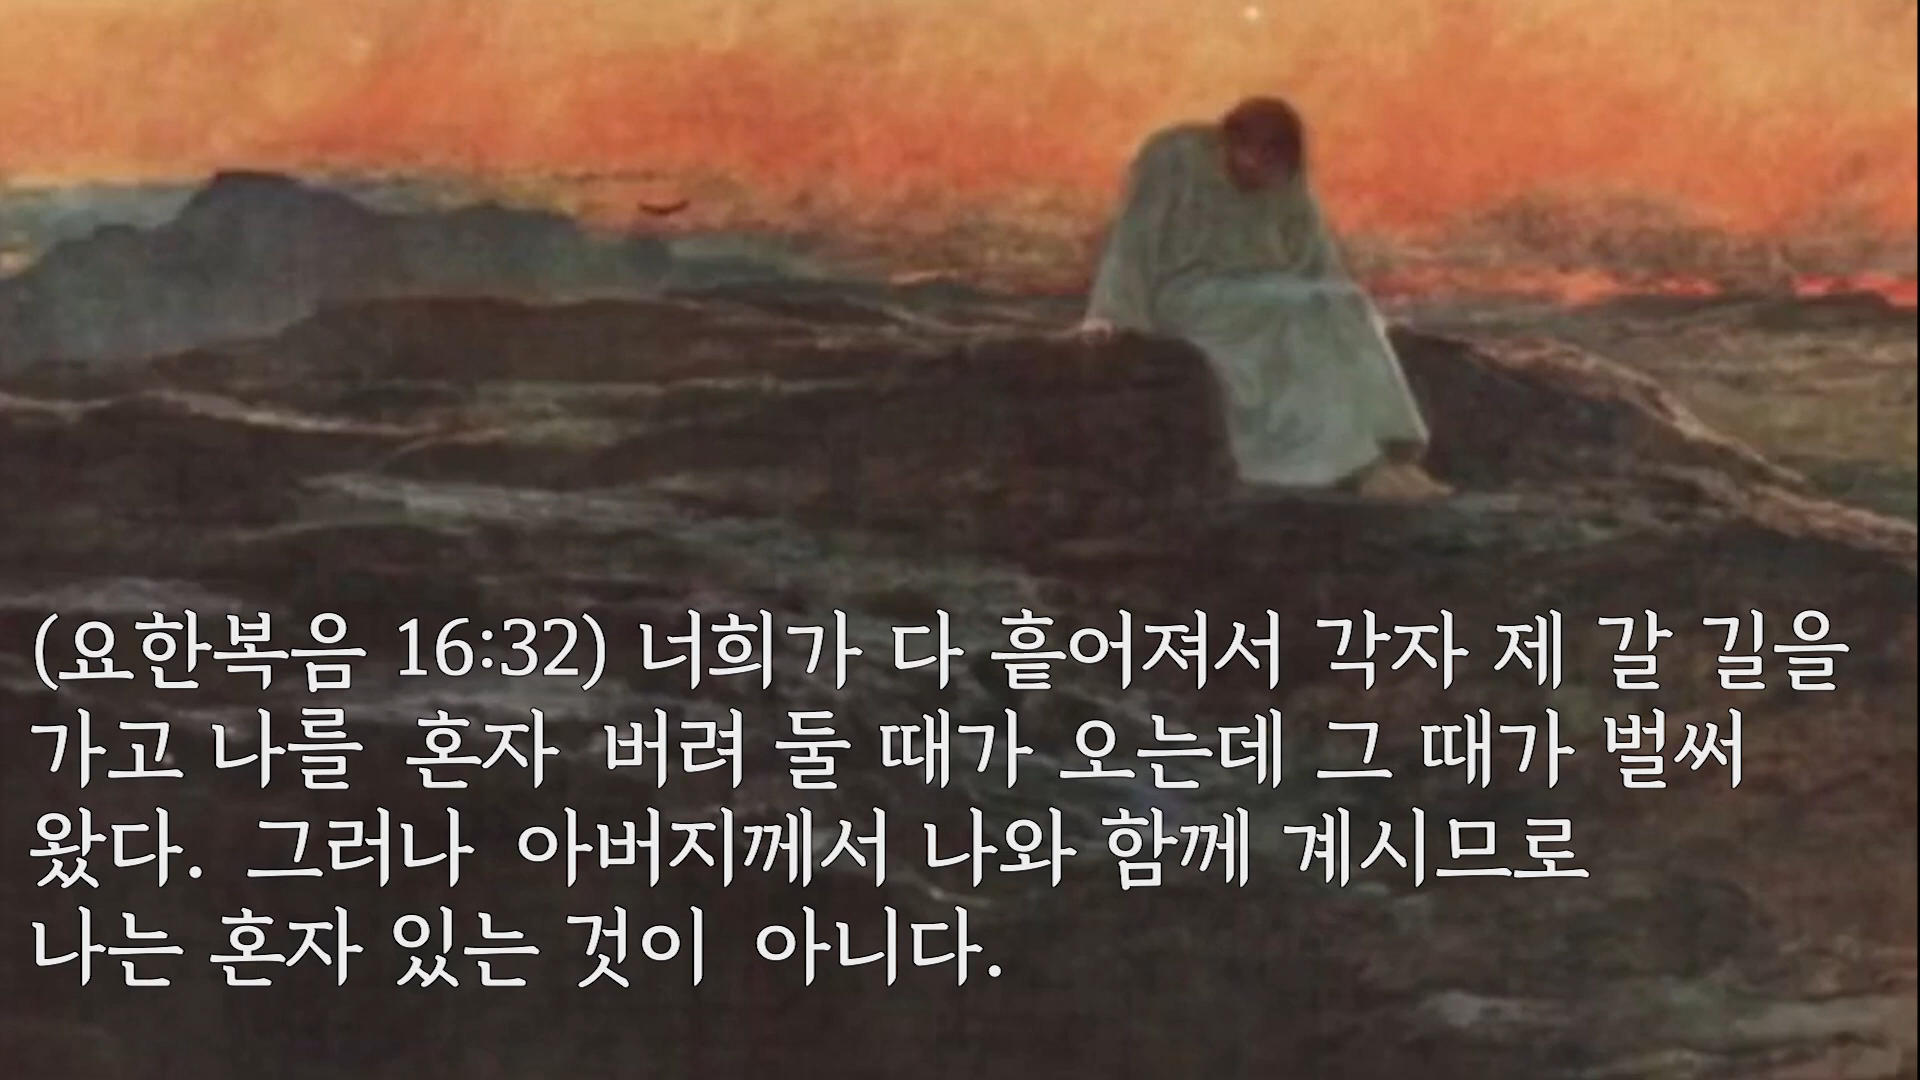 (요한복음 16:32) 너희가 다 흩어져서 각자 제 갈 길을
가고 나를 혼자 버려 둘 때가 오는데 그 때가 벌써
왔다. 그러나 아버지께서 나와 함께 계시므로
나는 혼자 있는 것이 아니다.